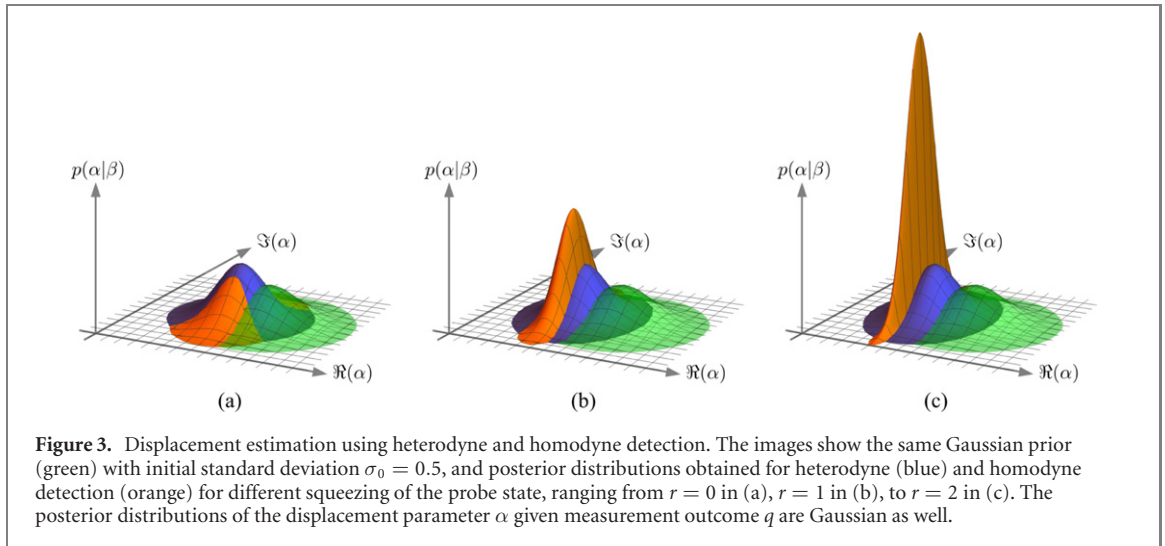 p(α|β)
ℑ(α)
ℜ(α)
(a)
p(α|β)
ℑ(α)
ℜ(α)
(b)
p(α|β)
ℑ(α)
ℜ(α)
(c)
Figure 3. Displacement estimation using heterodyne and homodyne detection. The images show the same Gaussian prior
(green) with initial standard deviation σ₀ = 0.5, and posterior distributions obtained for heterodyne (blue) and homodyne
detection (orange) for different squeezing of the probe state, ranging from r = 0 in (a), r = 1 in (b), to r = 2 in (c). The
posterior distributions of the displacement parameter α given measurement outcome q are Gaussian as well.